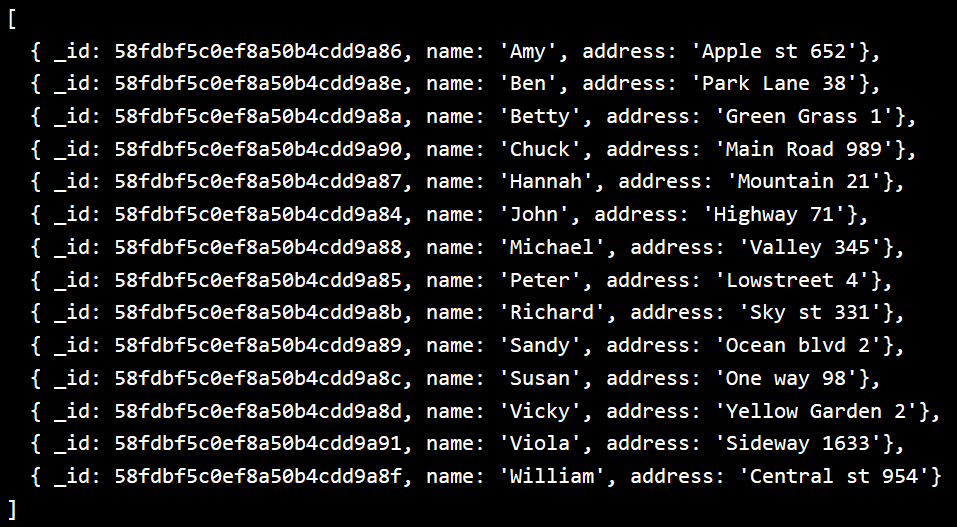 [
  { _id: 58fdbf5c0ef8a50b4cdd9a86, name: 'Amy', address: 'Apple st 652'},
  { _id: 58fdbf5c0ef8a50b4cdd9a8e, name: 'Ben', address: 'Park Lane 38'},
  { _id: 58fdbf5c0ef8a50b4cdd9a8a, name: 'Betty', address: 'Green Grass 1'},
  { _id: 58fdbf5c0ef8a50b4cdd9a90, name: 'Chuck', address: 'Main Road 989'},
  { _id: 58fdbf5c0ef8a50b4cdd9a87, name: 'Hannah', address: 'Mountain 21'},
  { _id: 58fdbf5c0ef8a50b4cdd9a84, name: 'John', address: 'Highway 71'},
  { _id: 58fdbf5c0ef8a50b4cdd9a88, name: 'Michael', address: 'Valley 345'},
  { _id: 58fdbf5c0ef8a50b4cdd9a85, name: 'Peter', address: 'Lowstreet 4'},
  { _id: 58fdbf5c0ef8a50b4cdd9a8b, name: 'Richard', address: 'Sky st 331'},
  { _id: 58fdbf5c0ef8a50b4cdd9a89, name: 'Sandy', address: 'Ocean blvd 2'},
  { _id: 58fdbf5c0ef8a50b4cdd9a8c, name: 'Susan', address: 'One way 98'},
  { _id: 58fdbf5c0ef8a50b4cdd9a8d, name: 'Vicky', address: 'Yellow Garden 2'},
  { _id: 58fdbf5c0ef8a50b4cdd9a91, name: 'Viola', address: 'Sideway 1633'},
  { _id: 58fdbf5c0ef8a50b4cdd9a8f, name: 'William', address: 'Central st 954'}
]